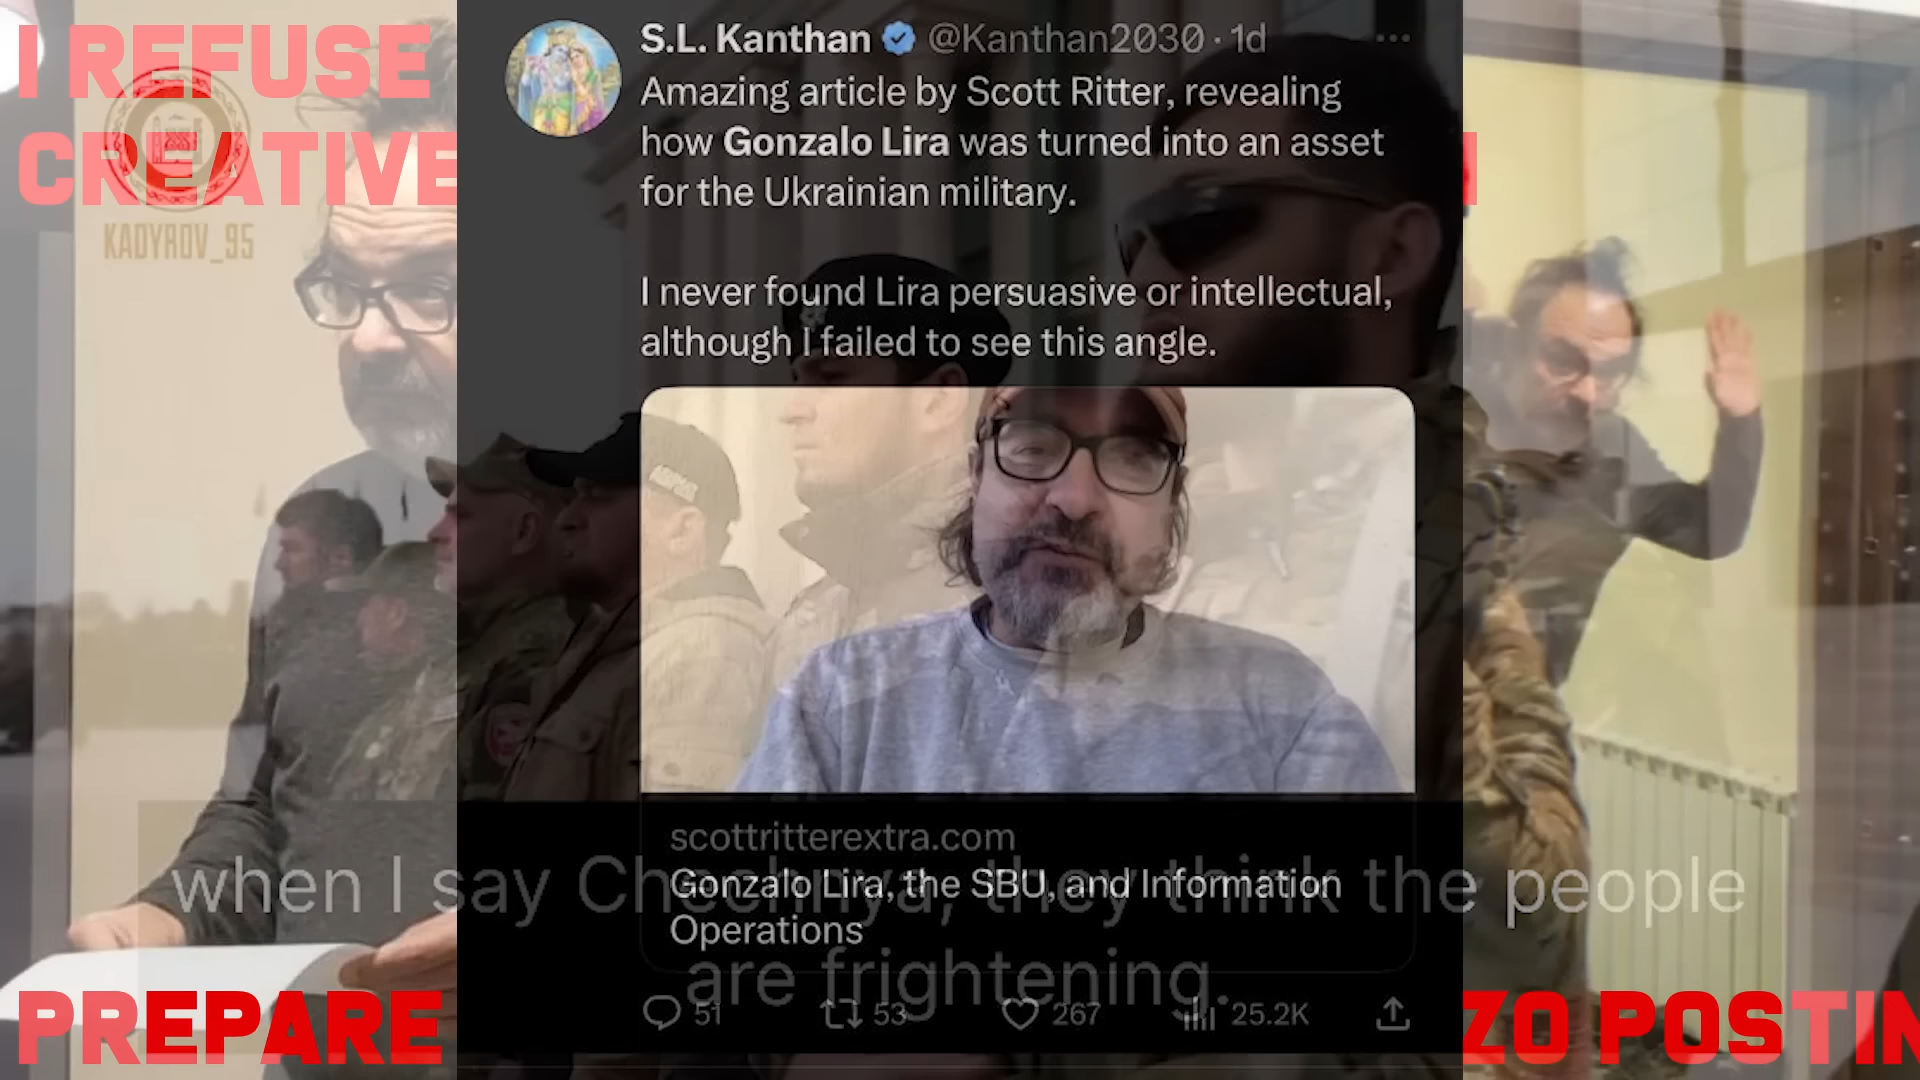 I REFUSE
CREATIVE
KADYROV_95
S.L. Kanthan @Kanthan2030 · 1d
Amazing article by Scott Ritter, revealing
how Gonzalo Lira was turned into an asset
for the Ukrainian military.
I never found Lira persuasive or intellectual,
although I failed to see this angle.
scottritterextra.com
Gonzalo Lira, the SBU, and Information
Operations
when I say Chechnya, they think the people
are frightening.
51 53 267 25.2K
PREPARE
ZO POSTIN